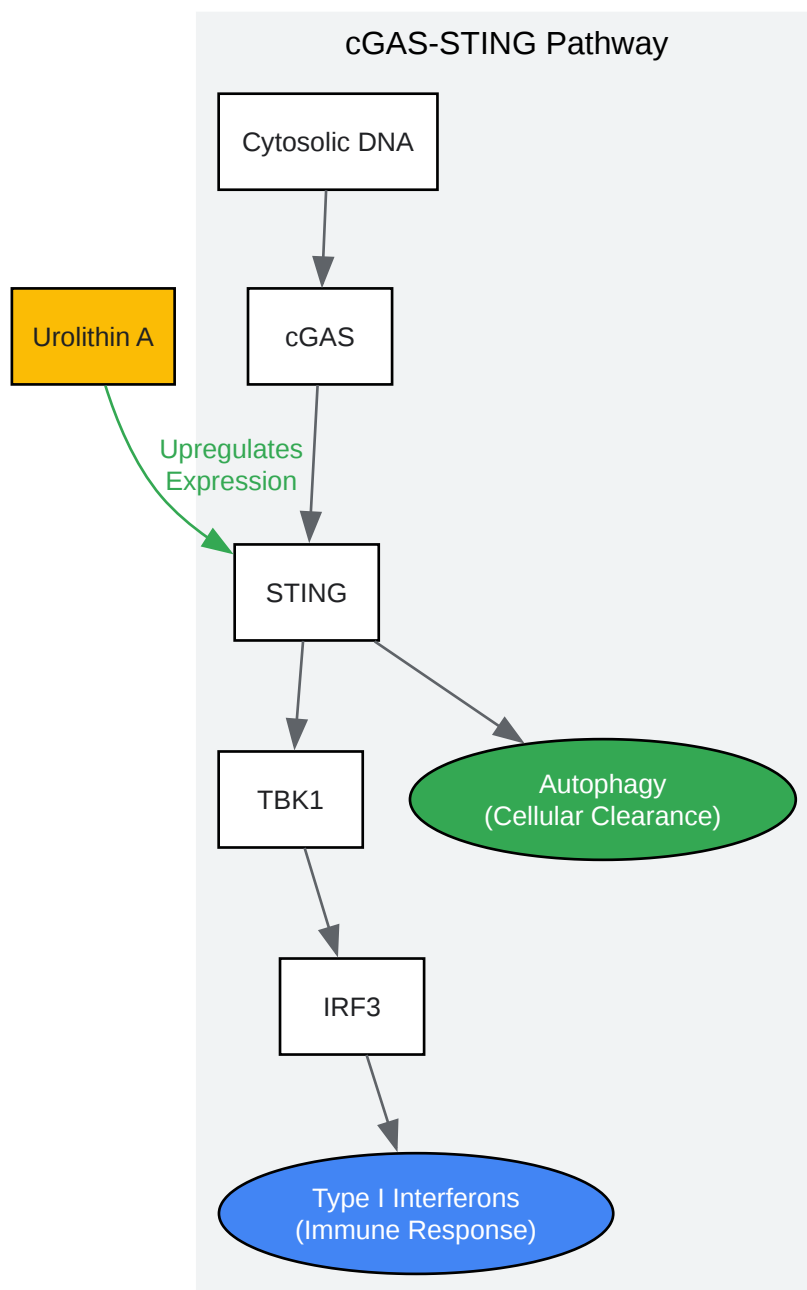 cGAS-STING Pathway
Cytosolic DNA
Urolithin A
cGAS
Upregulates
Expression
STING
TBK1
Autophagy
(Cellular Clearance)
IRF3
Type I Interferons
(Immune Response)